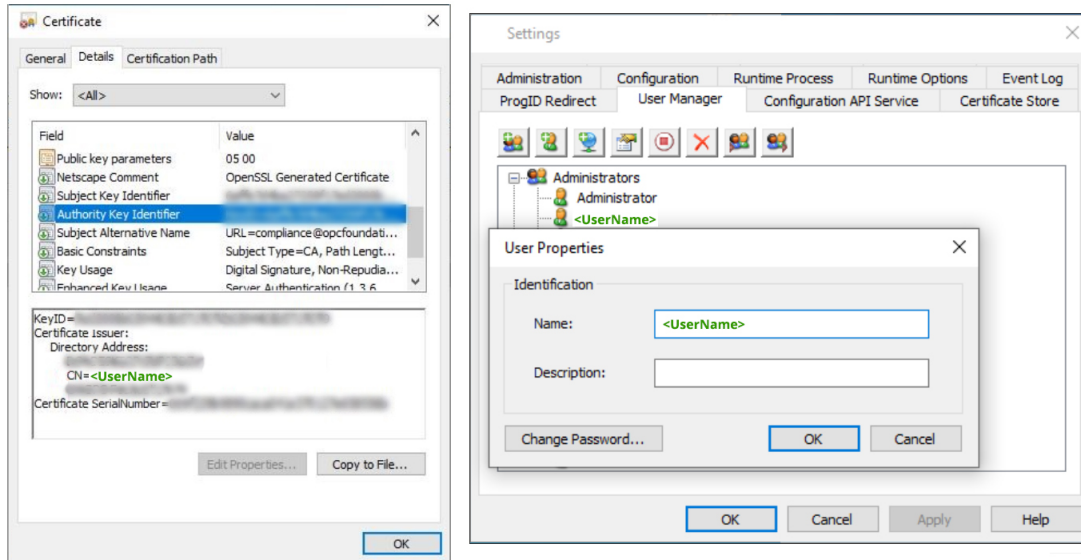 Certificate
General Details Certification Path
Show: <All>
Field Value
Public key parameters 05 00
Netscape Comment OpenSSL Generated Certificate
Subject Key Identifier
Authority Key Identifier
Subject Alternative Name URL=compliance@opcfoundati...
Basic Constraints Subject Type=CA, Path Lengt...
Key Usage Digital Signature, Non-Repudia...
Enhanced Key Usage Server Authentication (1.3.6
KeyID=
Certificate Issuer:
Directory Address:
CN=<UserName>
Certificate SerialNumber=
Edit Properties... Copy to File...
OK
Settings
Administration Configuration Runtime Process Runtime Options Event Log
ProgID Redirect User Manager Configuration API Service Certificate Store
Administrators
Administrator
<UserName>
User Properties
Identification
Name: <UserName>
Description:
Change Password... OK Cancel
OK Cancel Apply Help